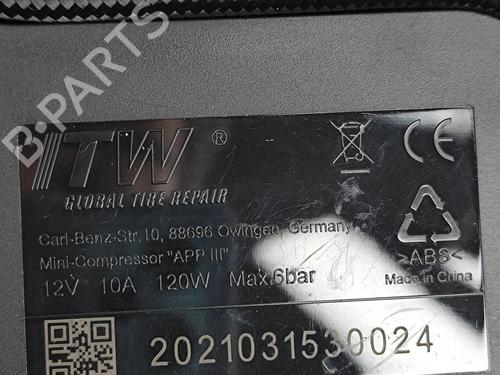 B-PARTS
ITW ®
GLOBAL TIRE REPAIR
Carl-Benz-Str. 10, 88696 Owingen, Germany
Mini-Compressor "APP III"
12V 10A 120W Max.6bar
CE
>ABS<
Made in China
2021031530024